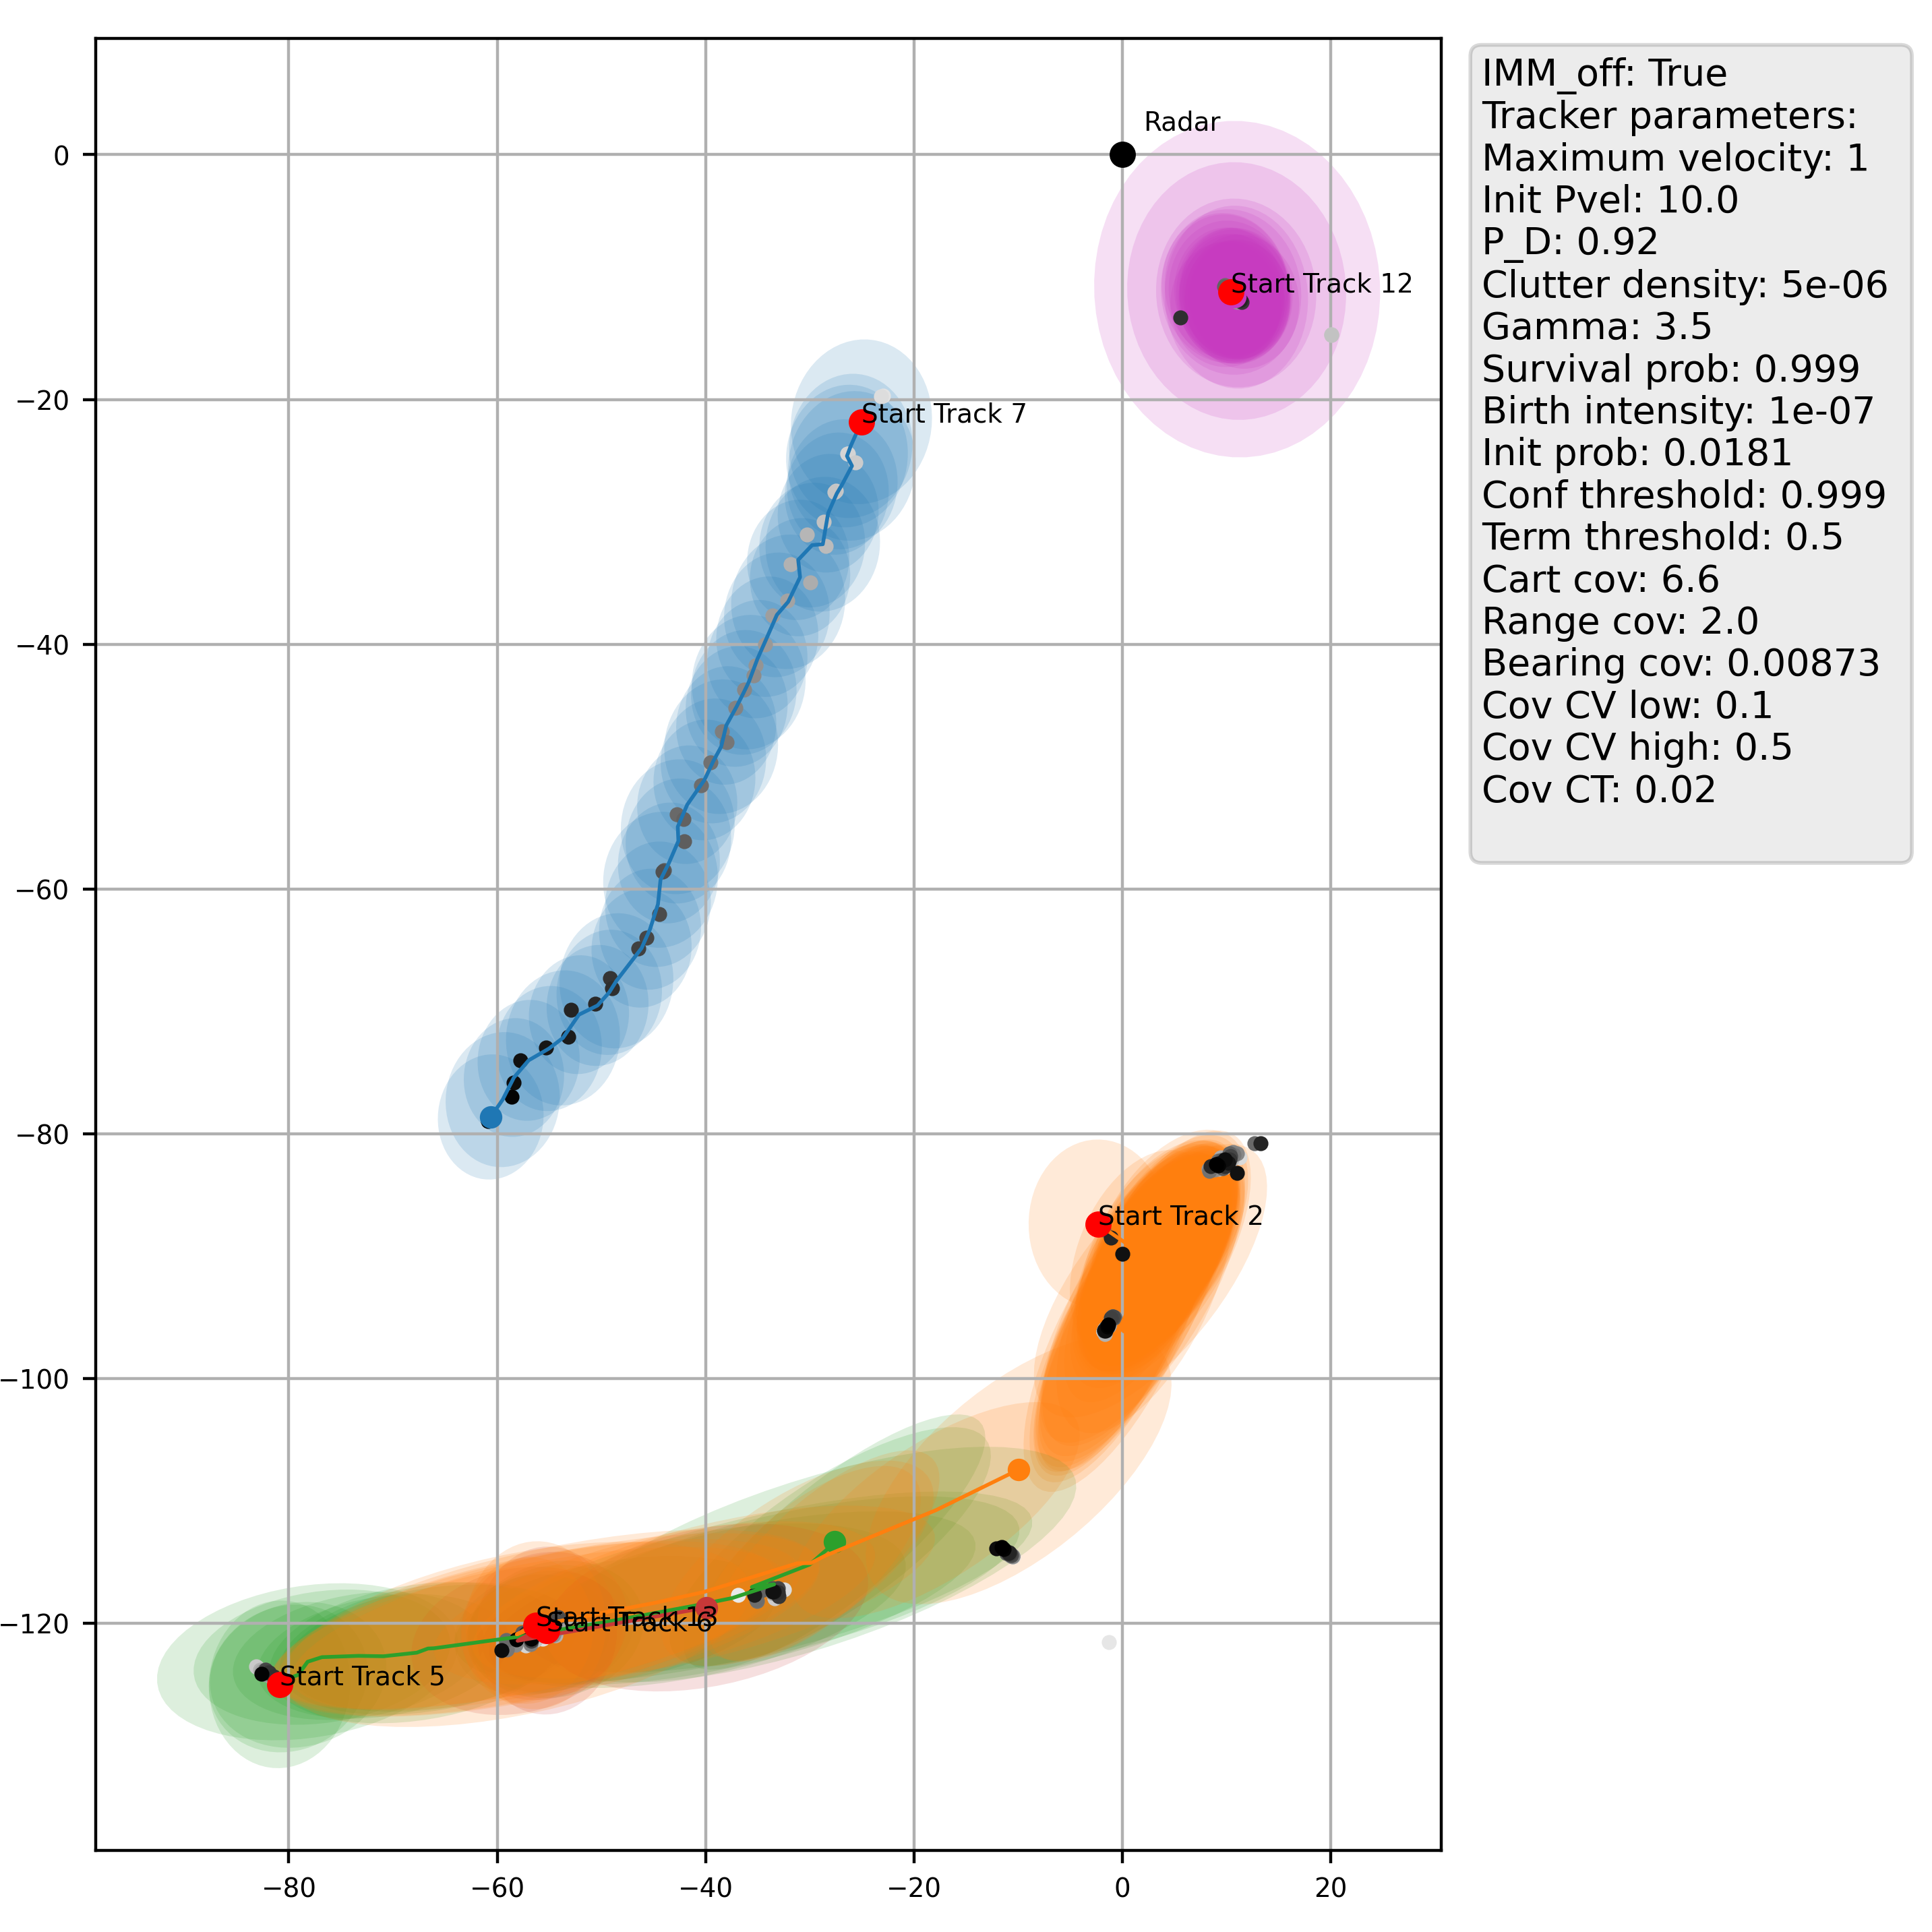 Radar
Start Track 12
Start Track 7
Start Track 2
Start Track 13
Start Track 6
Start Track 5
0
−20
−40
−60
−80
−100
−120
−80
−60
−40
−20
0
20
IMM_off: True
Tracker parameters:
Maximum velocity: 1
Init Pvel: 10.0
P_D: 0.92
Clutter density: 5e-06
Gamma: 3.5
Survival prob: 0.999
Birth intensity: 1e-07
Init prob: 0.0181
Conf threshold: 0.999
Term threshold: 0.5
Cart cov: 6.6
Range cov: 2.0
Bearing cov: 0.00873
Cov CV low: 0.1
Cov CV high: 0.5
Cov CT: 0.02